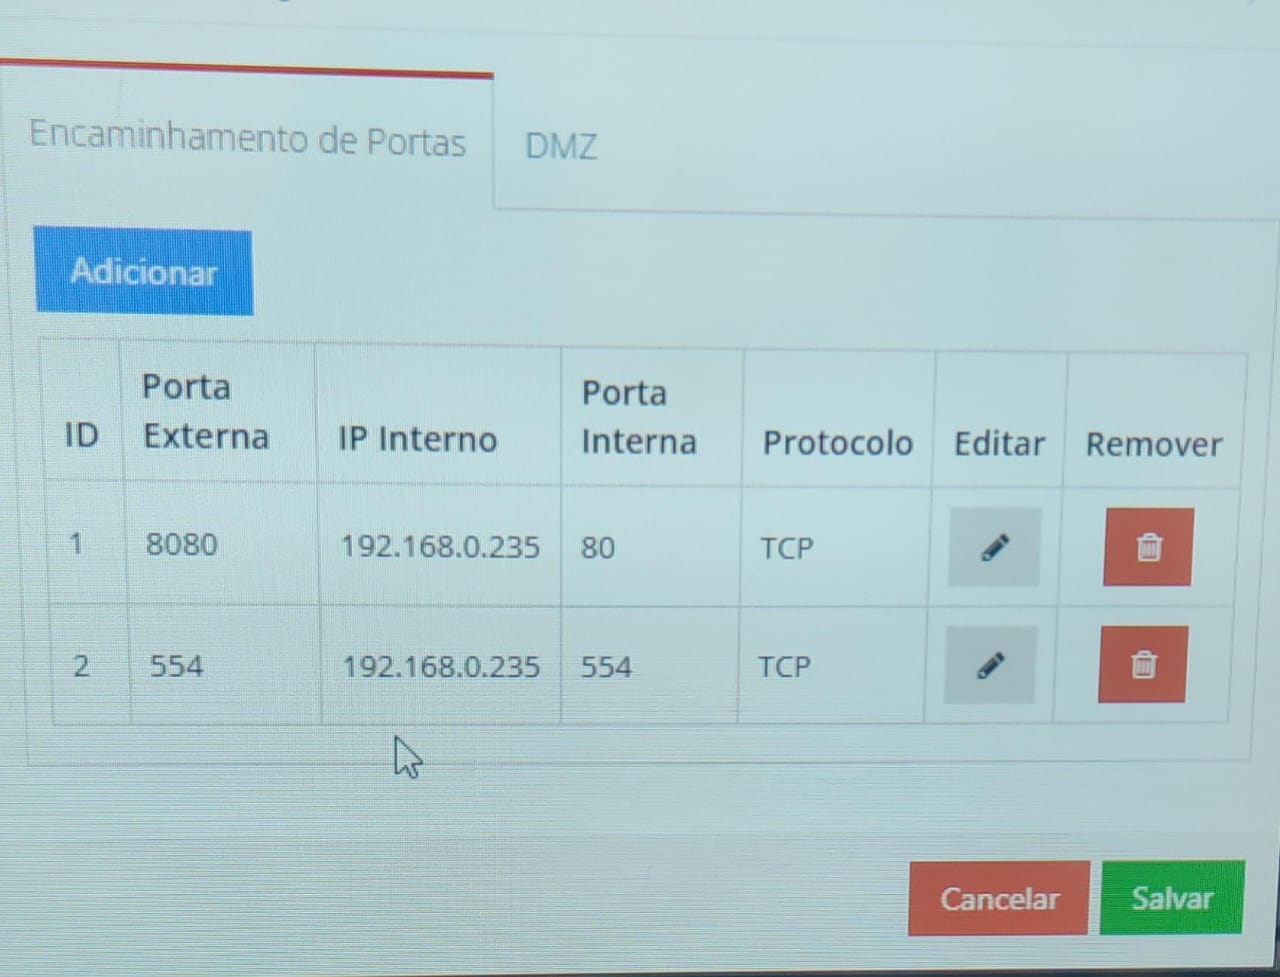 Encaminhamento de Portas
DMZ
Adicionar
ID
Porta Externa
IP Interno
Porta Interna
Protocolo
Editar
Remover
1
8080
192.168.0.235
80
TCP
2
554
192.168.0.235
554
TCP
Cancelar
Salvar